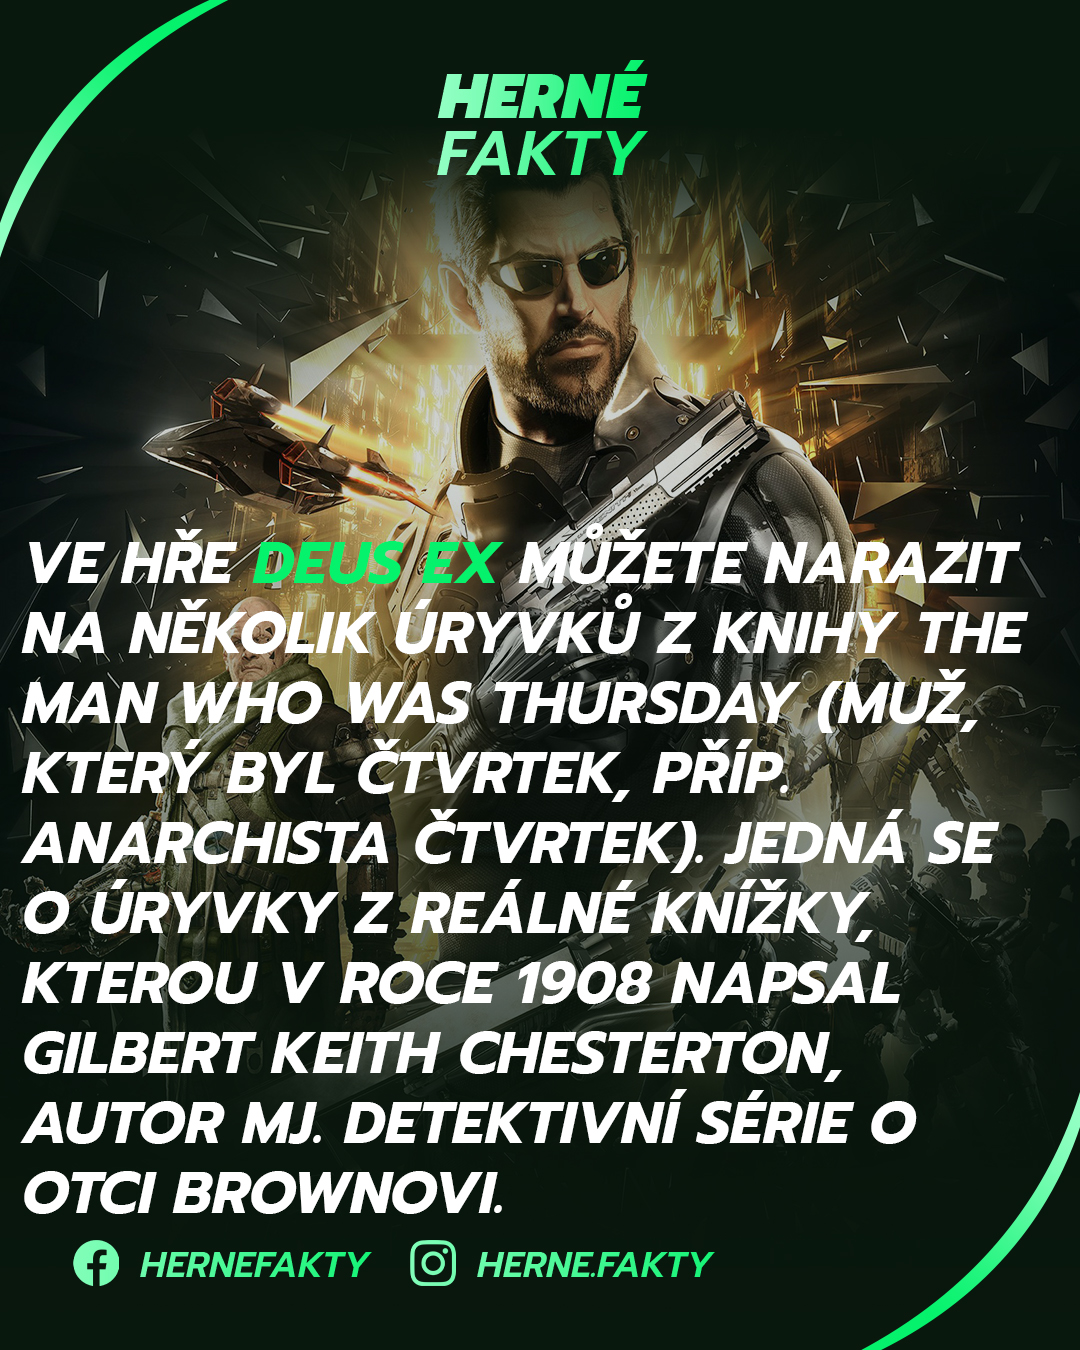 HERNÉ
FAKTY
VE HŘE DEUS EX MŮŽETE NARAZIT
NA NĚKOLIK ÚRYVKŮ Z KNIHY THE
MAN WHO WAS THURSDAY (MUŽ,
KTERÝ BYL ČTVRTEK, PŘÍP.
ANARCHISTA ČTVRTEK). JEDNÁ SE
O ÚRYVKY Z REÁLNÉ KNÍŽKY,
KTEROU V ROCE 1908 NAPSAL
GILBERT KEITH CHESTERTON,
AUTOR MJ. DETEKTIVNÍ SÉRIE O
OTCI BROWNOVI.
HERNEFAKTY HERNE.FAKTY